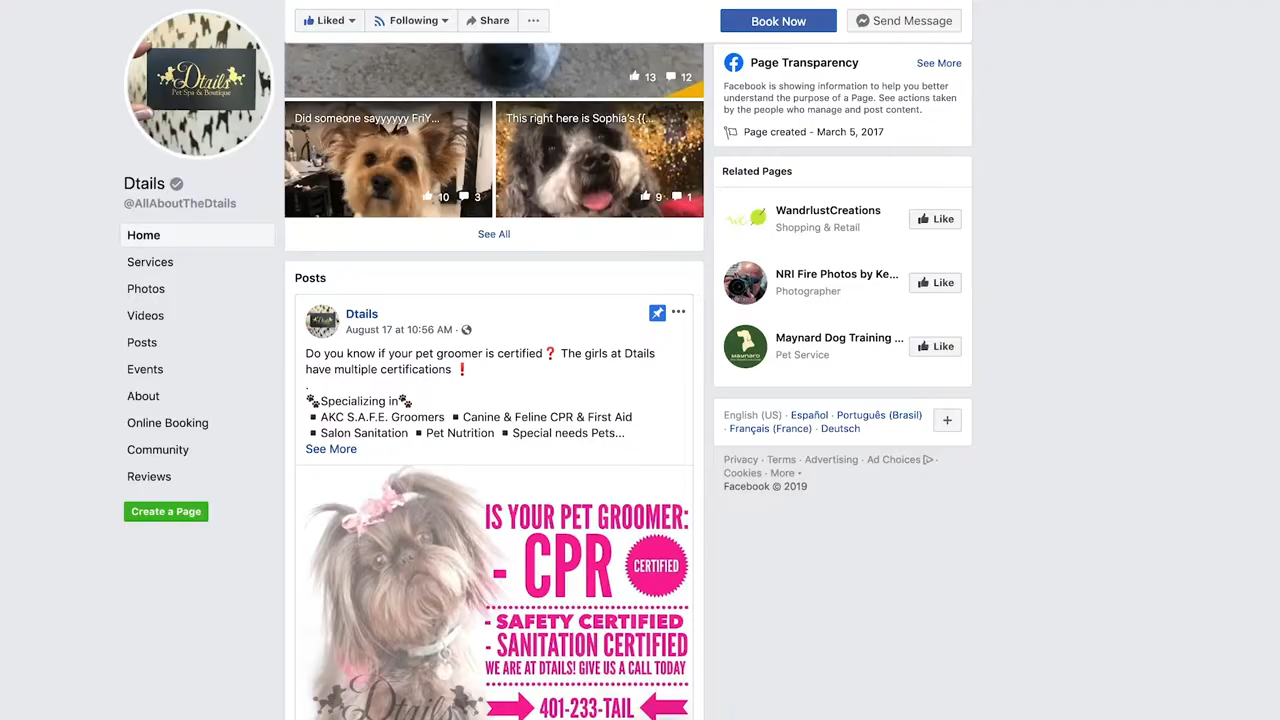 Liked
Following
Share
Book Now
Send Message
Dtails
Pet Spa & Boutique
Dtails
@AllAboutTheDtails
Home
Services
Photos
Videos
Posts
Events
About
Online Booking
Community
Reviews
Create a Page
13 12
Did someone sayyyyyy FriY...
10 3
This right here is Sophia's {{...
9 1
See All
Posts
Dtails
August 17 at 10:56 AM ·
Do you know if your pet groomer is certified❓ The girls at Dtails
have multiple certifications ❗
.
🐾Specializing in🐾
▪AKC S.A.F.E. Groomers ▪Canine & Feline CPR & First Aid
▪Salon Sanitation ▪Pet Nutrition ▪Special needs Pets...
See More
IS YOUR PET GROOMER:
- CPR
CERTIFIED
- SAFETY CERTIFIED
- SANITATION CERTIFIED
WE ARE AT DTAILS! GIVE US A CALL TODAY
401-233-TAIL
Dtails
Page Transparency
See More
Facebook is showing information to help you better
understand the purpose of a Page. See actions taken
by the people who manage and post content.
Page created - March 5, 2017
Related Pages
WandrlustCreations
Shopping & Retail
Like
NRI Fire Photos by Ke...
Photographer
Like
MAYNARD
Maynard Dog Training ...
Pet Service
Like
English (US) · Español · Português (Brasil)
· Français (France) · Deutsch
Privacy · Terms · Advertising · Ad Choices ·
Cookies · More
Facebook © 2019